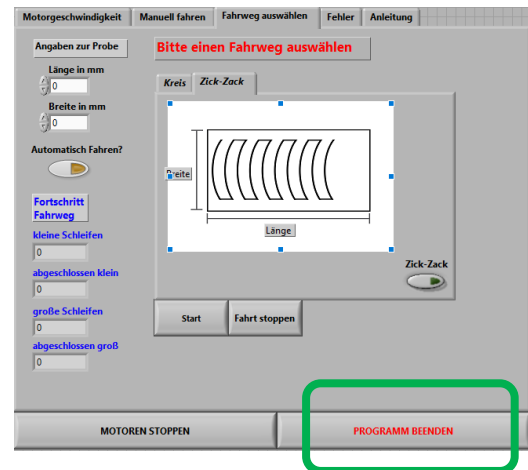 Motorgeschwindigkeit Manuell fahren Fahrweg auswählen Fehler Anleitung
Angaben zur Probe
Bitte einen Fahrweg auswählen
Länge in mm
0
Breite in mm
0
Automatisch Fahren?
Fortschritt
Fahrweg
kleine Schleifen
0
abgeschlossen klein
0
große Schleifen
0
abgeschlossen groß
0
Kreis Zick-Zack
Breite
Länge
Zick-Zack
Start Fahrt stoppen
MOTOREN STOPPEN PROGRAMM BEENDEN